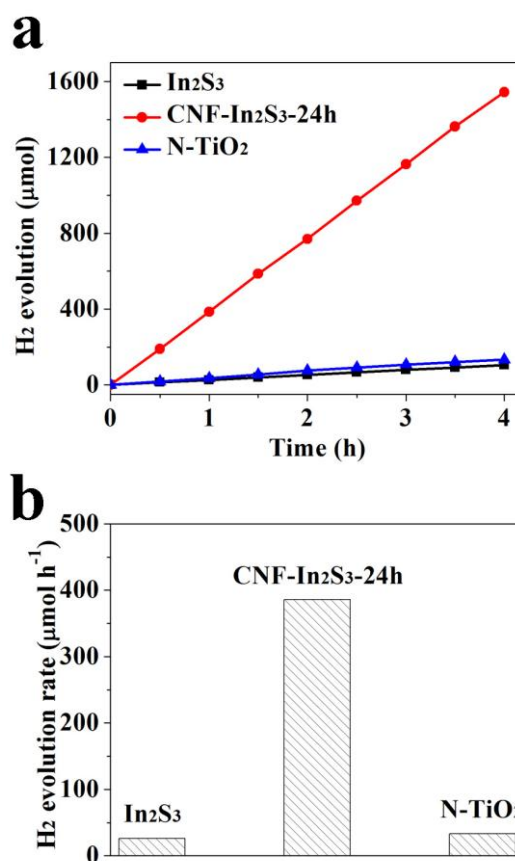 a
H₂ evolution (μmol)
1600
1200
800
400
0
In₂S₃
CNF-In₂S₃-24h
N-TiO₂
0 1 2 3 4
Time (h)
b
H₂ evolution rate (μmol h⁻¹)
500
400
300
200
100
0
CNF-In₂S₃-24h
In₂S₃
N-TiO₂